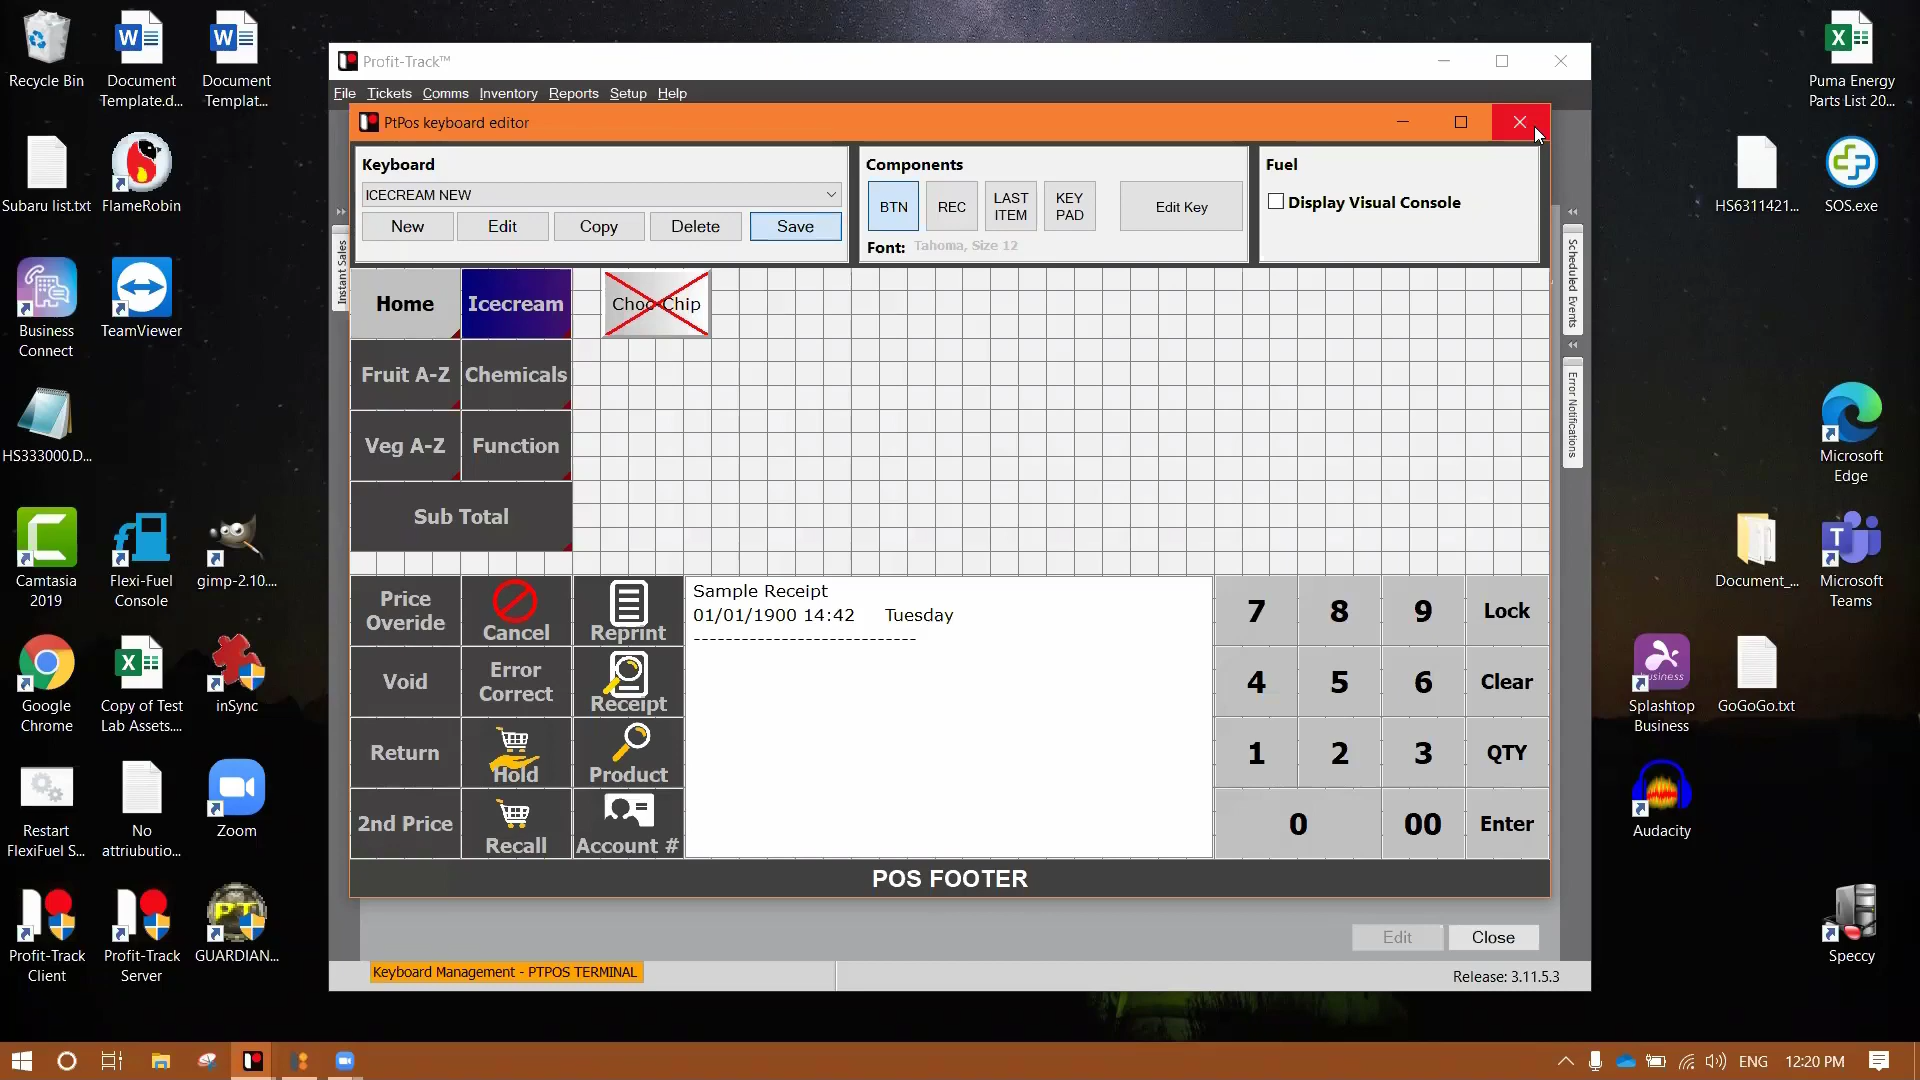 Recycle Bin
Document
Template.d...
Document
Templat...
Subaru list.txt
FlameRobin
Business
Connect
TeamViewer
HS333000.D...
Camtasia
2019
Flexi-Fuel
Console
gimp-2.10....
Google
Chrome
Copy of Test
Lab Assets....
inSync
Restart
FlexiFuel S...
No
attriubutio...
Zoom
Profit-Track
Client
Profit-Track
Server
GUARDIAN...
Profit-Track™
File Tickets Comms Inventory Reports Setup Help
PtPos keyboard editor
Keyboard
ICECREAM NEW
New
Edit
Copy
Delete
Save
Components
BTN
REC
LAST
ITEM
KEY
PAD
Edit Key
Font: Tahoma, Size 12
Fuel
Display Visual Console
Instant Sales
Scheduled Events
Error Notifications
Home
Icecream
Choc Chip
Fruit A-Z
Chemicals
Veg A-Z
Function
Sub Total
Price
Overide
Cancel
Reprint
Void
Error
Correct
Receipt
Return
Hold
Product
2nd Price
Recall
Account #
Sample Receipt
01/01/1900 14:42 Tuesday
----------------------------
7 8 9 Lock
4 5 6 Clear
1 2 3 QTY
0 00 Enter
POS FOOTER
Edit
Close
Keyboard Management - PTPOS TERMINAL
Release: 3.11.5.3
Puma Energy
Parts List 20...
HS6311421...
SOS.exe
Microsoft
Edge
Document_...
Microsoft
Teams
business
Splashtop
Business
GoGoGo.txt
Audacity
Speccy
ENG
12:20 PM